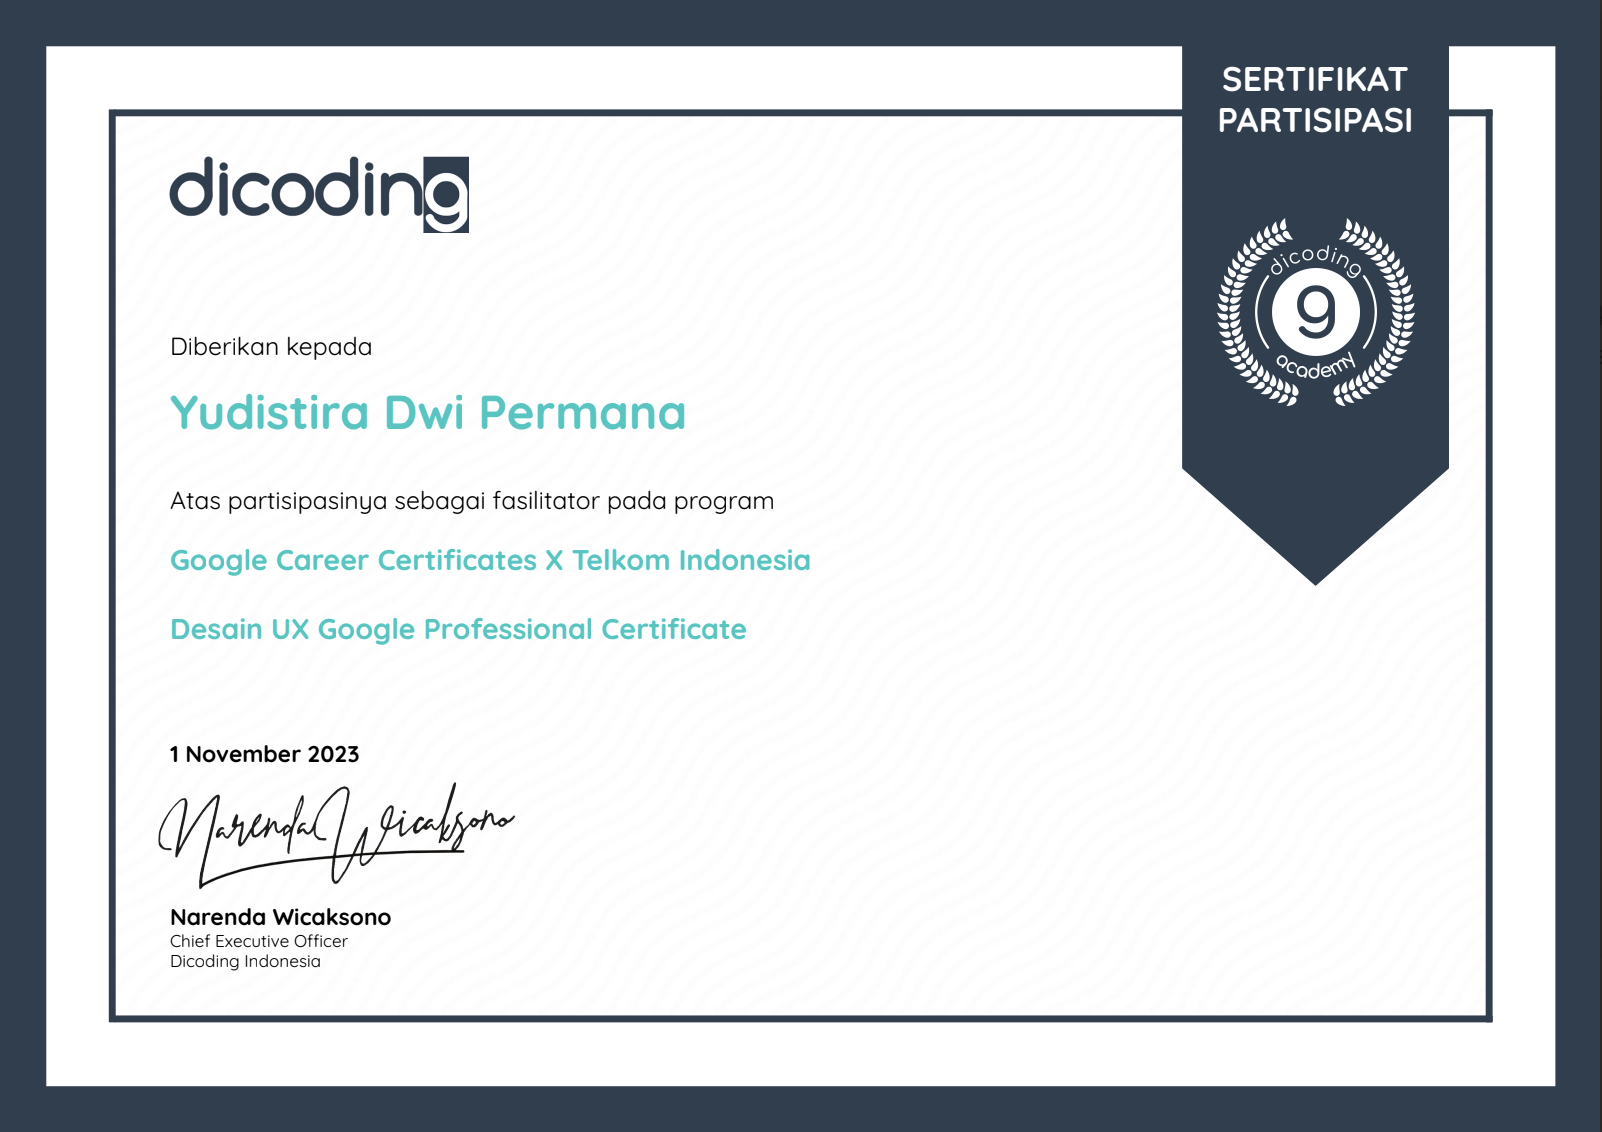 SERTIFIKAT
PARTISIPASI
dicoding
dicoding
g
academy
Diberikan kepada
Yudistira Dwi Permana
Atas partisipasinya sebagai fasilitator pada program
Google Career Certificates X Telkom Indonesia
Desain UX Google Professional Certificate
1 November 2023
Narenda Wicaksono
Narenda Wicaksono
Chief Executive Officer
Dicoding Indonesia